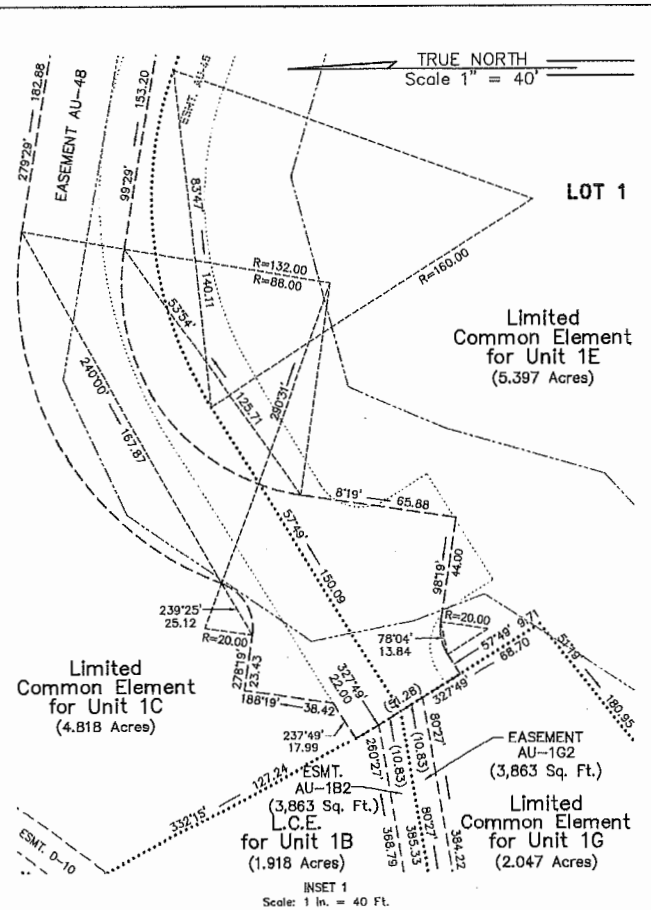 TRUE NORTH
Scale 1" = 40'
279°29' — 182.88
EASEMENT AU-4B
99°29' — 153.20
ESMT. AU-4B
83°47' — 140.11
LOT 1
R=132.00
R=88.00
R=160.00
53°54' — 125.71
Limited
Common Element
for Unit 1E
(5.397 Acres)
240°00' — 167.87
290°31'
8°19' — 65.88
57°49' — 150.09
98°19' — 44.00
239°25'
25.12
R=20.00
R=20.00
78°04'
13.84
57°49' — 9.71
327°49' — 68.70
278°19'
23.43
188°19' — 38.42
327°49'
22.00
180.95
Limited
Common Element
for Unit 1C
(4.818 Acres)
237°49'
17.99
(10.83)
(10.83)
80°27'
80°27'
EASEMENT
AU-1G2
(3,863 Sq. Ft.)
332°15' — 127.24
ESMT.
AU-1B2
(3,863 Sq. Ft.)
L.C.E.
for Unit 1B
(1.918 Acres)
260°27'
368.79
385.33
384.22
Limited
Common Element
for Unit 1G
(2.047 Acres)
ESMT. D-10
INSET 1
Scale: 1 In. = 40 Ft.